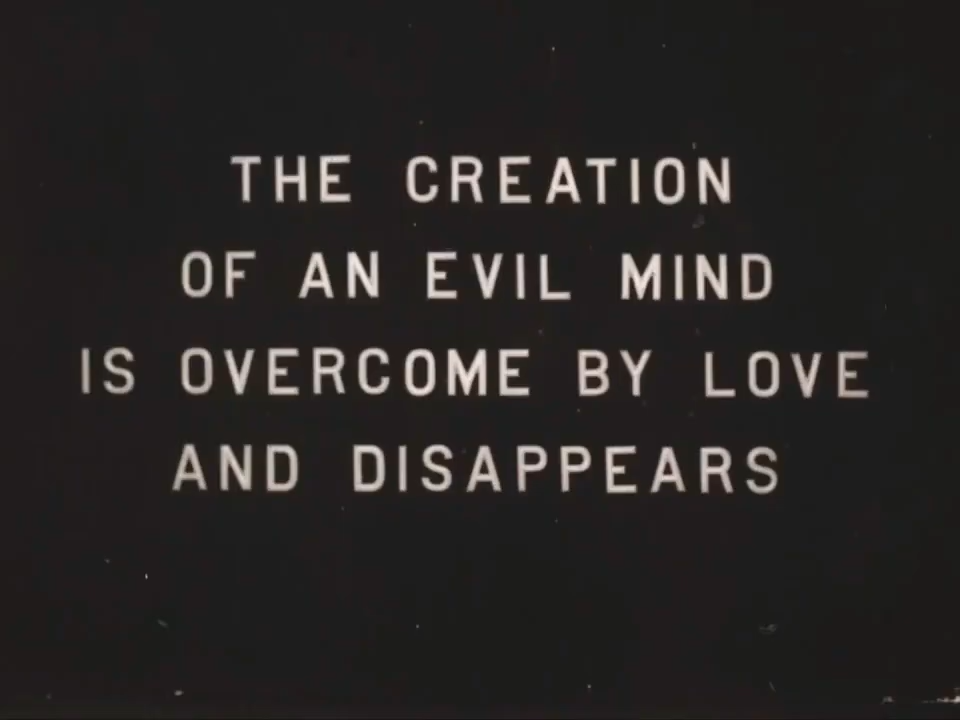 THE CREATION
OF AN EVIL MIND
IS OVERCOME BY LOVE
AND DISAPPEARS